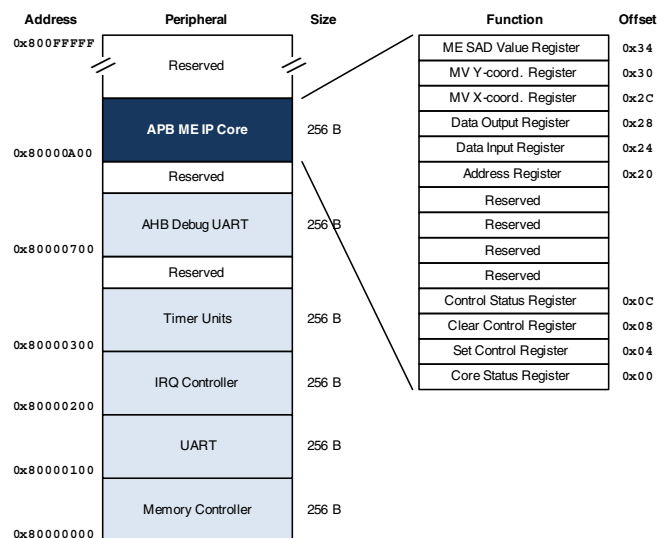 Address Peripheral Size Function Offset
0x800FFFFF
Reserved
APB ME IP Core 256 B
0x80000A00
Reserved
AHB Debug UART 256 B
0x80000700
Reserved
Timer Units 256 B
0x80000300
IRQ Controller 256 B
0x80000200
UART 256 B
0x80000100
Memory Controller 256 B
0x80000000
ME SAD Value Register 0x34
MV Y-coord. Register 0x30
MV X-coord. Register 0x2C
Data Output Register 0x28
Data Input Register 0x24
Address Register 0x20
Reserved
Reserved
Reserved
Reserved
Control Status Register 0x0C
Clear Control Register 0x08
Set Control Register 0x04
Core Status Register 0x00